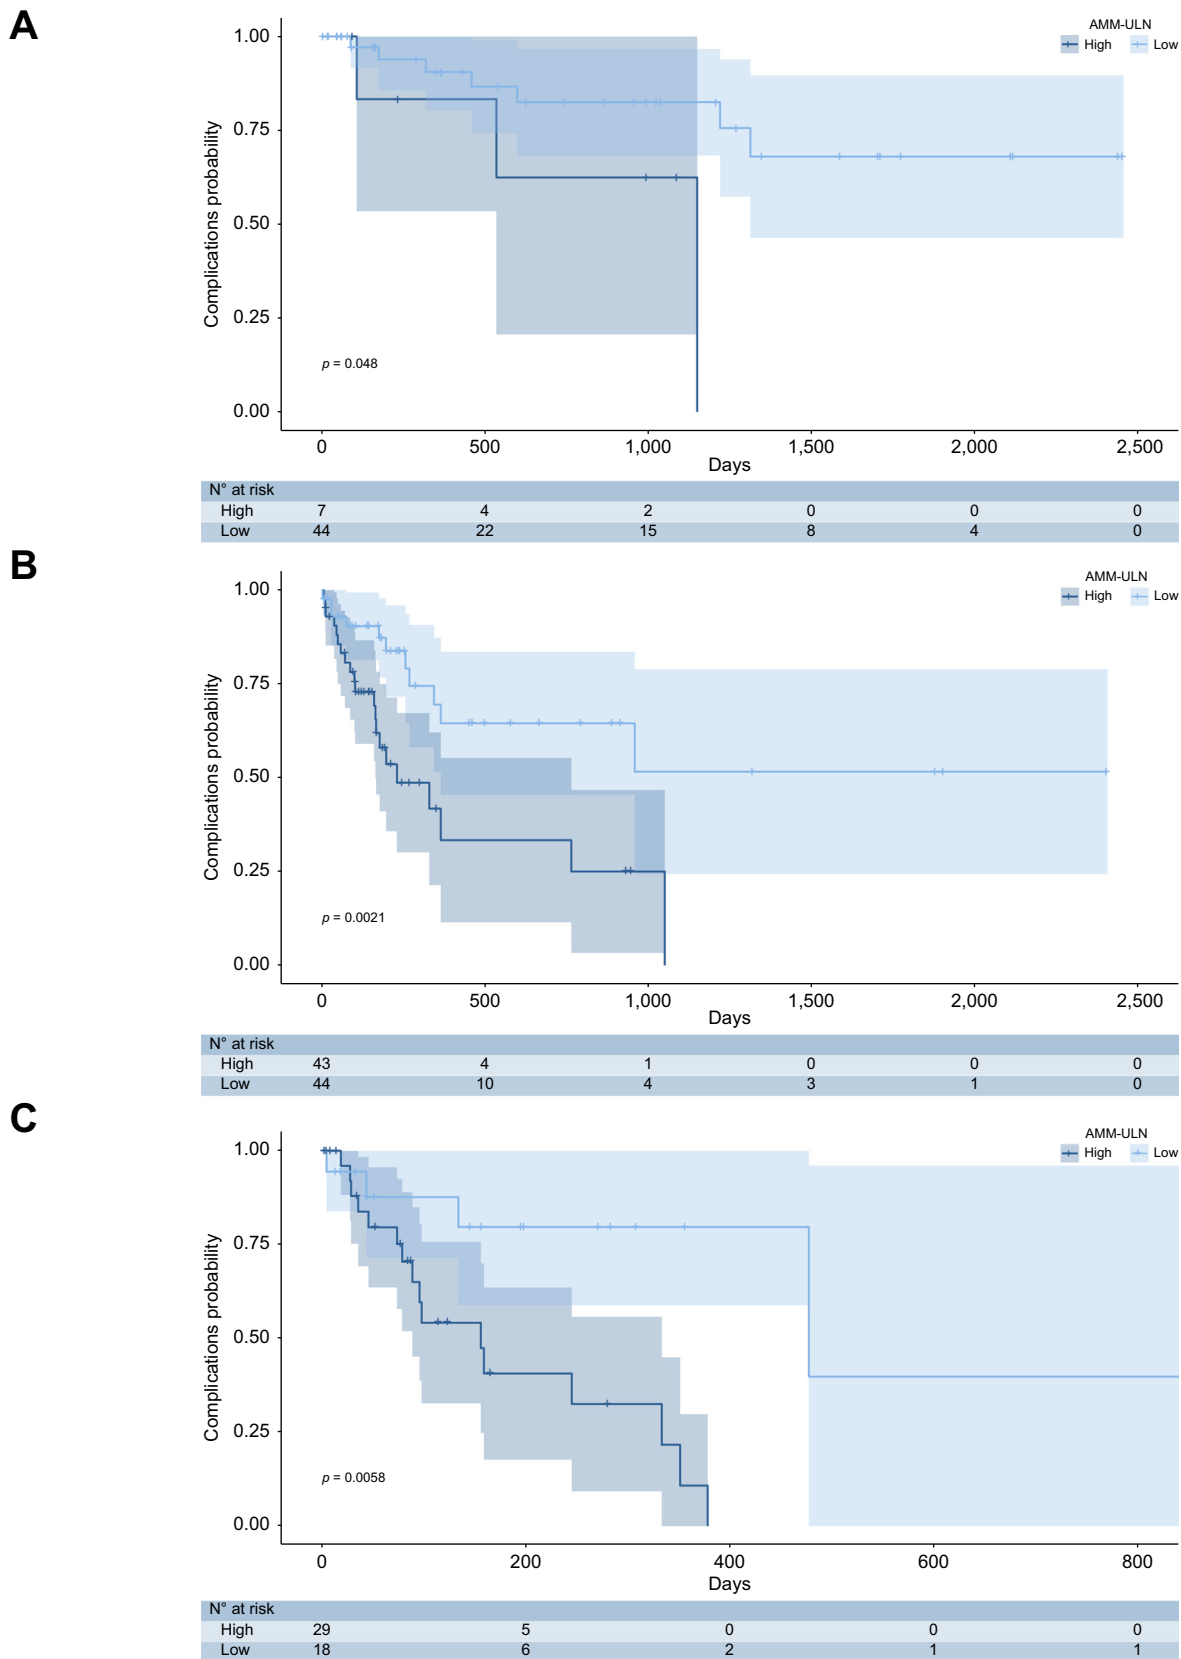 A
AMM-ULN
High Low
Complications probability
1.00
0.75
0.50
0.25
0.00
p = 0.048
0 500 1,000 1,500 2,000 2,500
Days
N° at risk
High 7 4 2 0 0 0
Low 44 22 15 8 4 0
B
AMM-ULN
High Low
Complications probability
1.00
0.75
0.50
0.25
0.00
p = 0.0021
0 500 1,000 1,500 2,000 2,500
Days
N° at risk
High 43 4 1 0 0 0
Low 44 10 4 3 1 0
C
AMM-ULN
High Low
Complications probability
1.00
0.75
0.50
0.25
0.00
p = 0.0058
0 200 400 600 800
Days
N° at risk
High 29 5 0 0 0
Low 18 6 2 1 1